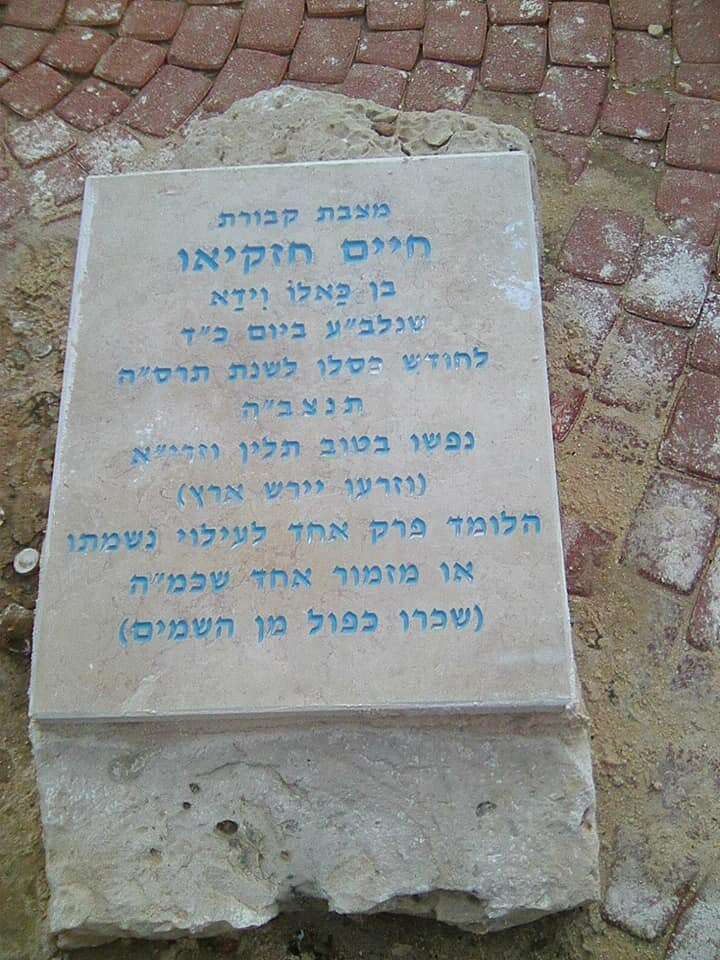 מצבת קבורת
חיים חזקיאו
בן כַּאלוֹ וִידַא
שנלב״ע ביום כ״ד
לחודש כסלו לשנת תרס״ה
תנצב״ה
נפשו בטוב תלין וזרי״א
(וזרעו יירש ארץ)
הלומד פרק אחד לעילוי נשמתו
או מזמור אחד שכמ״ה
(שכרו כפול מן השמים)